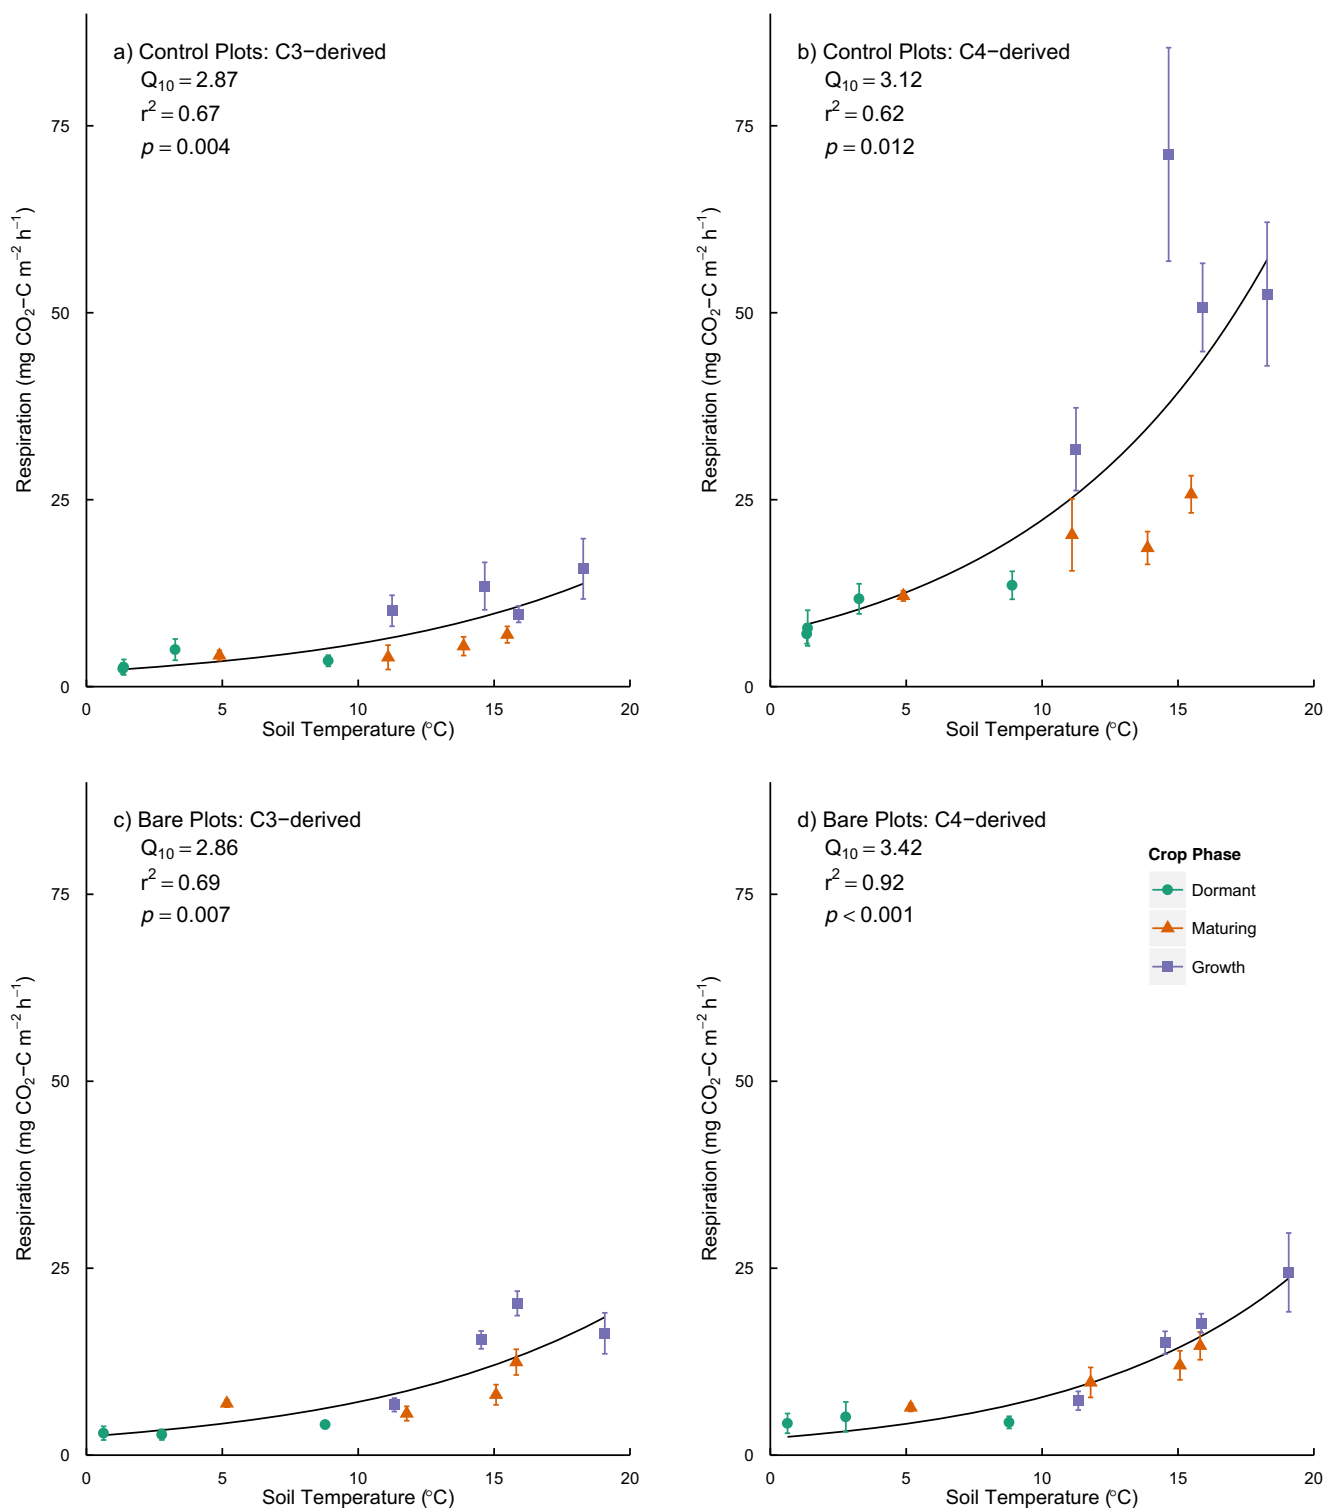 a) Control Plots: C3−derived
Q₁₀ = 2.87
r² = 0.67
p = 0.004
75
50
25
0
Respiration (mg CO₂−C m⁻² h⁻¹)
0 5 10 15 20
Soil Temperature (°C)
b) Control Plots: C4−derived
Q₁₀ = 3.12
r² = 0.62
p = 0.012
75
50
25
0
Respiration (mg CO₂−C m⁻² h⁻¹)
0 5 10 15 20
Soil Temperature (°C)
c) Bare Plots: C3−derived
Q₁₀ = 2.86
r² = 0.69
p = 0.007
75
50
25
0
Respiration (mg CO₂−C m⁻² h⁻¹)
0 5 10 15 20
Soil Temperature (°C)
d) Bare Plots: C4−derived
Q₁₀ = 3.42
r² = 0.92
p < 0.001
Crop Phase
Dormant
Maturing
Growth
75
50
25
0
Respiration (mg CO₂−C m⁻² h⁻¹)
0 5 10 15 20
Soil Temperature (°C)